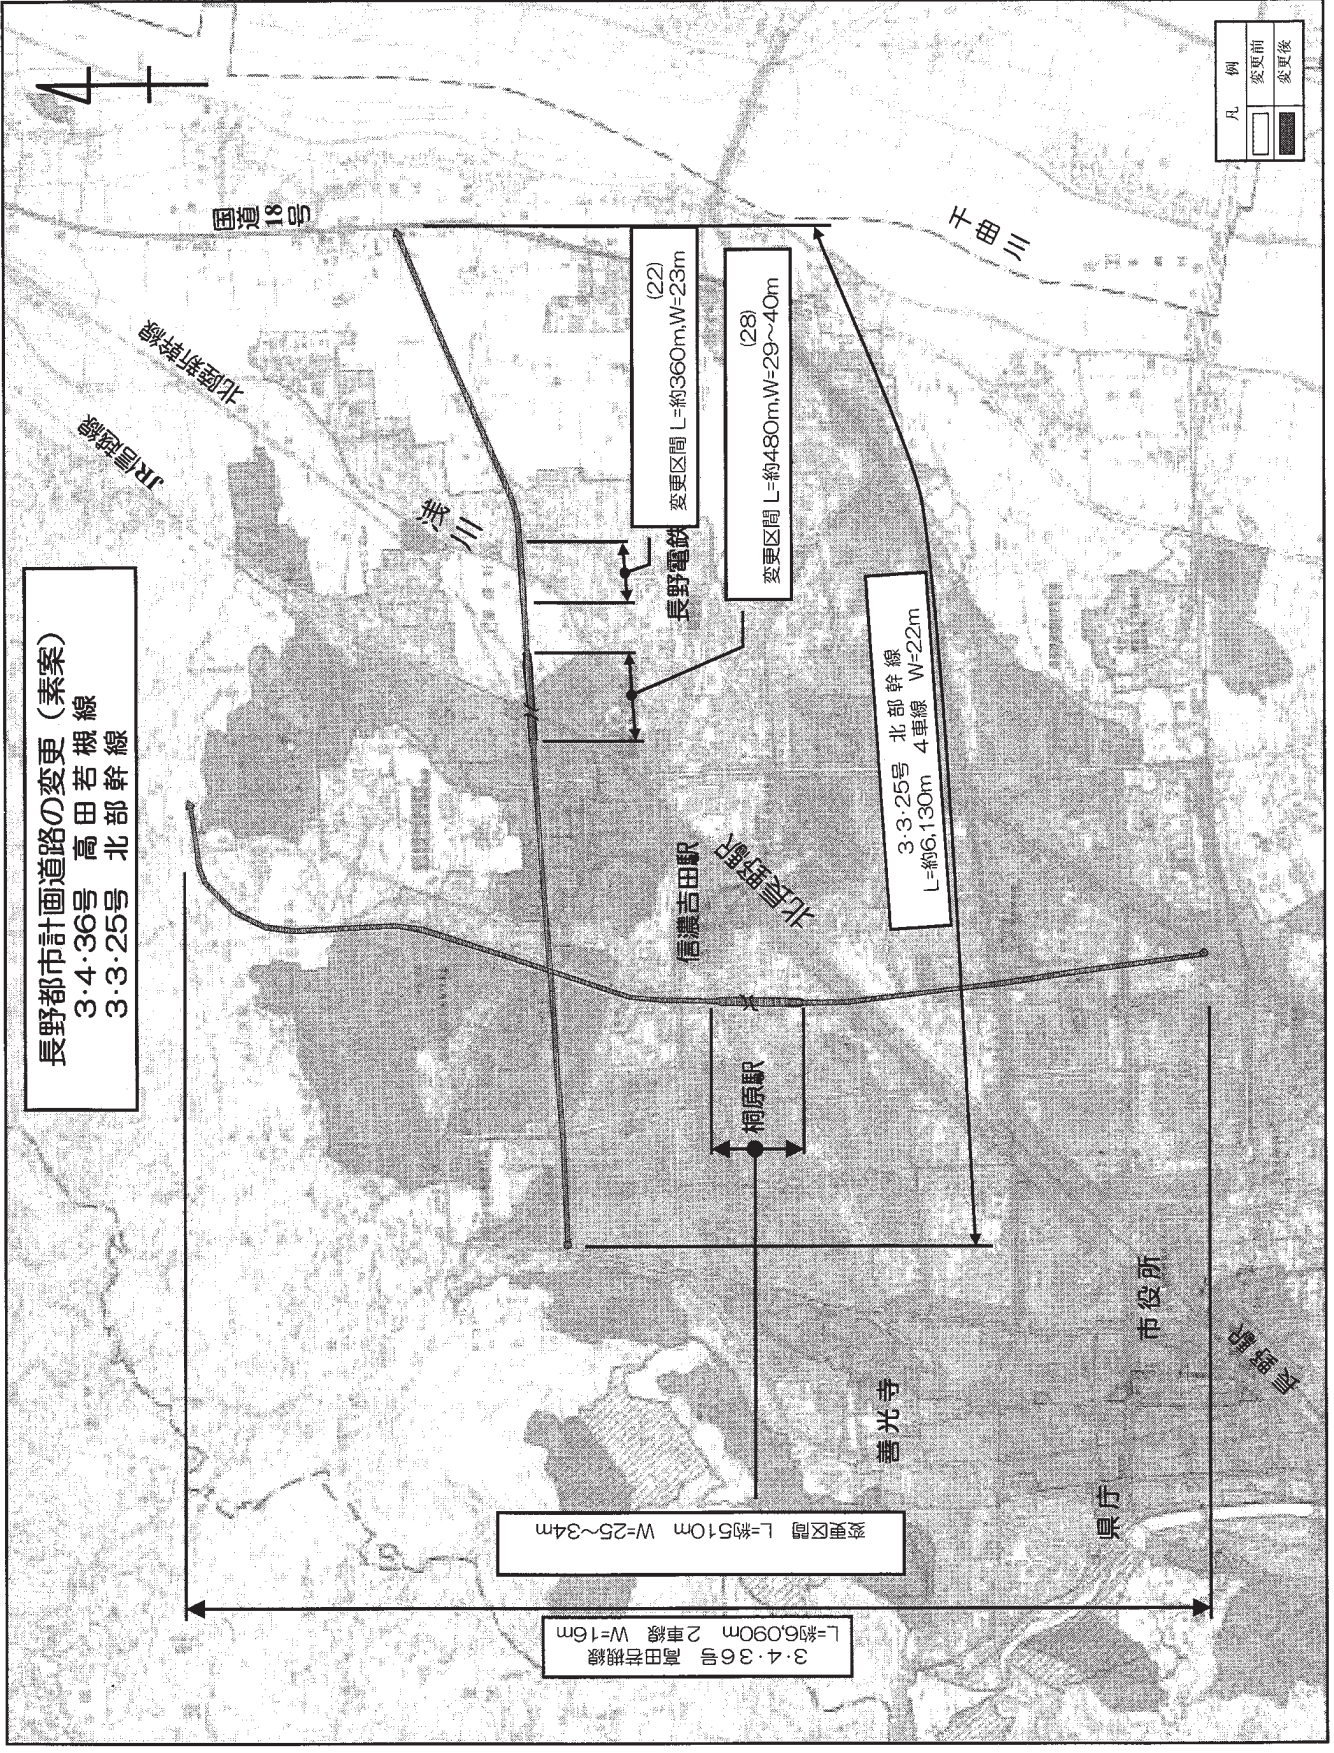 長野都市計画道路の変更（素案）
3・4・36号 高田若槻線
3・3・25号 北部幹線
凡 例
変更前
変更後
国道18号
北陸新幹線
JR信越線
浅川
千曲川
(22)
変更区間 L=約360m,W=23m
長野電鉄
(28)
変更区間 L=約480m,W=29～40m
3・3・25号 北部幹線
L=約6,130m 4車線 W=22m
信濃吉田駅
北長野駅
桐原駅
変更区間 L=約510m W=25～34m
3・4・36号 高田若槻線
L=約6,090m 2車線 W=16m
善光寺
市役所
長野駅
県庁